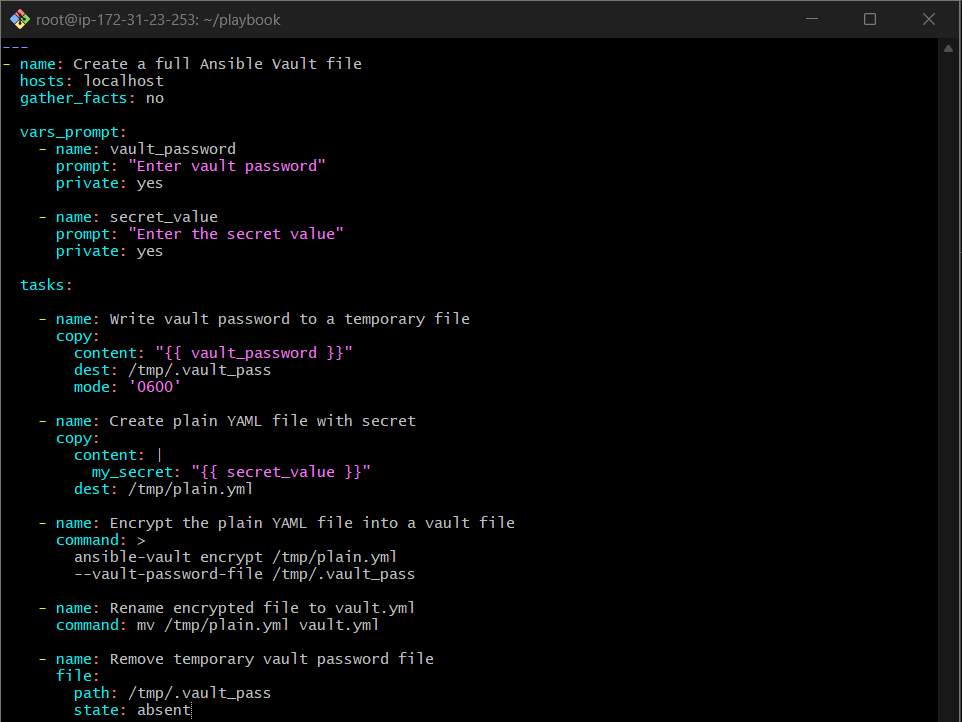 root@ip-172-31-23-253: ~/playbook
---
- name: Create a full Ansible Vault file
  hosts: localhost
  gather_facts: no

  vars_prompt:
    - name: vault_password
      prompt: "Enter vault password"
      private: yes

    - name: secret_value
      prompt: "Enter the secret value"
      private: yes

  tasks:

    - name: Write vault password to a temporary file
      copy:
        content: "{{ vault_password }}"
        dest: /tmp/.vault_pass
        mode: '0600'

    - name: Create plain YAML file with secret
      copy:
        content: |
          my_secret: "{{ secret_value }}"
        dest: /tmp/plain.yml

    - name: Encrypt the plain YAML file into a vault file
      command: >
        ansible-vault encrypt /tmp/plain.yml
        --vault-password-file /tmp/.vault_pass

    - name: Rename encrypted file to vault.yml
      command: mv /tmp/plain.yml vault.yml

    - name: Remove temporary vault password file
      file:
        path: /tmp/.vault_pass
        state: absent